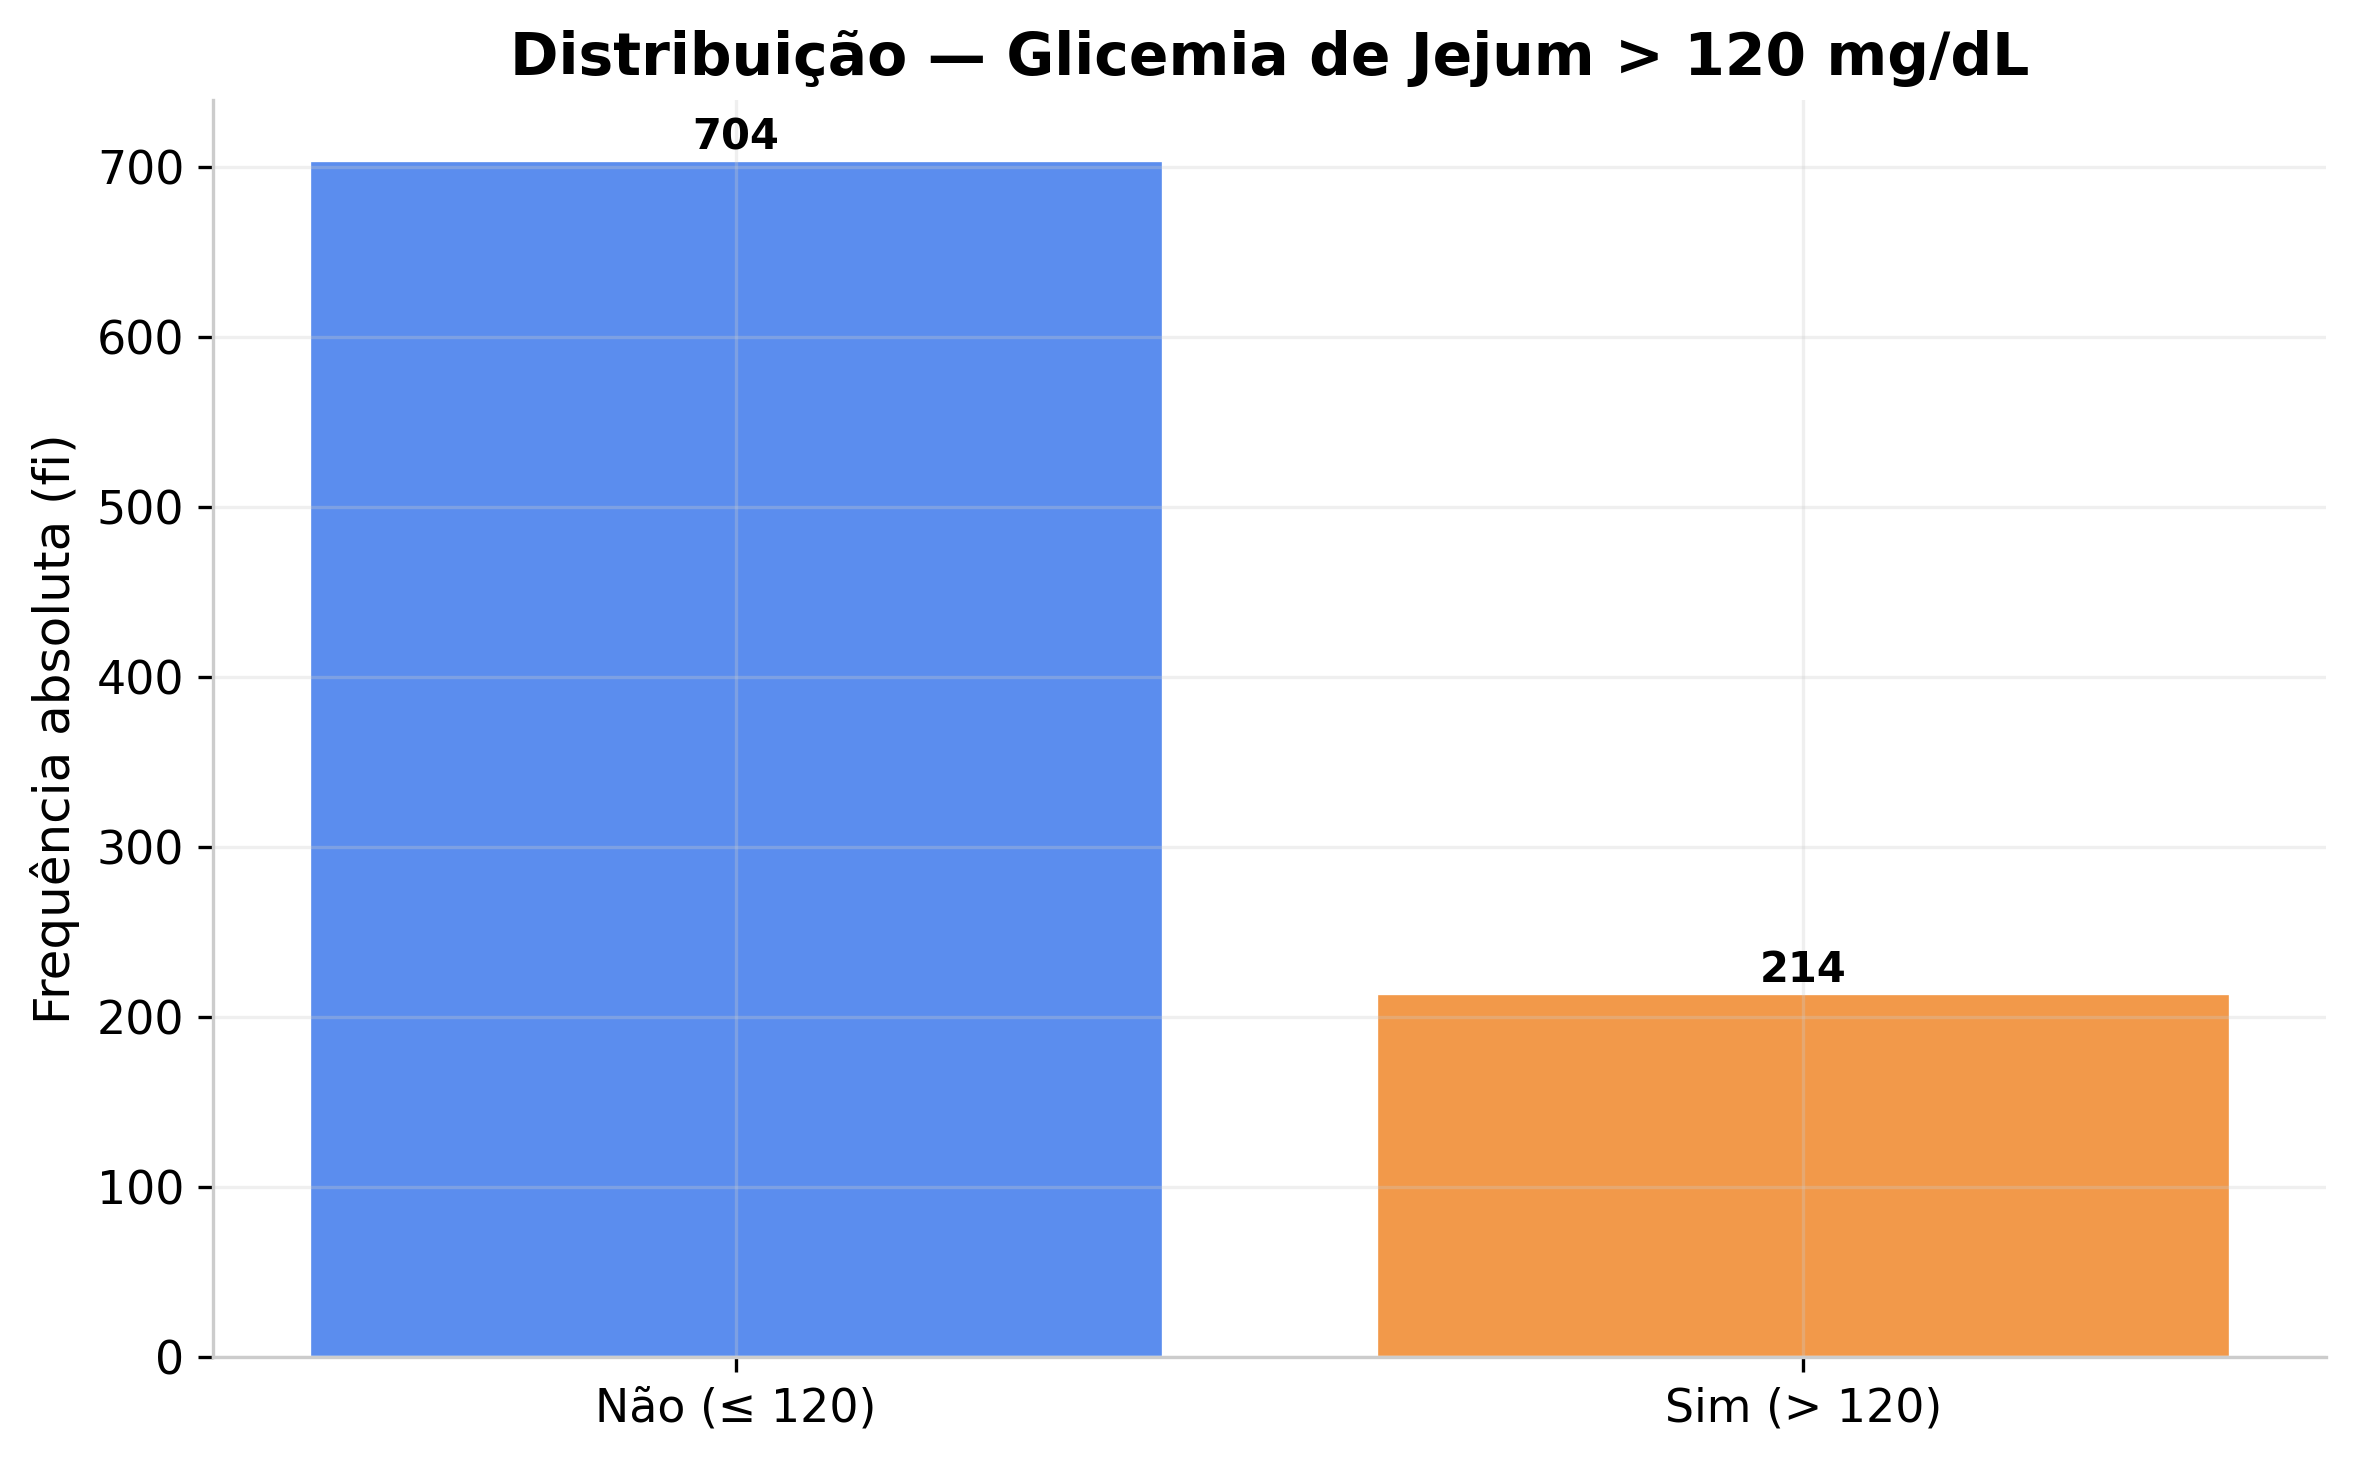 Distribuição — Glicemia de Jejum > 120 mg/dL
Frequência absoluta (fi)
700
600
500
400
300
200
100
0
704
214
Não (≤ 120)
Sim (> 120)